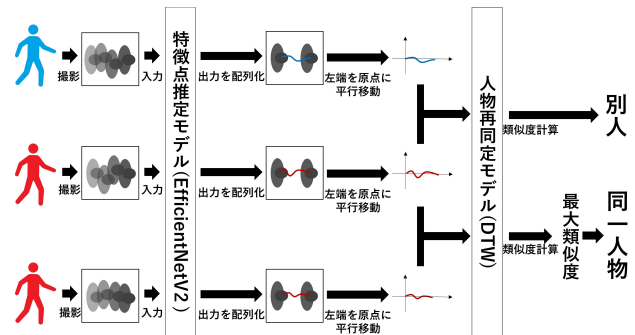 撮影
入力
特徴点推定モデル(EfficientNetV2)
出力を配列化
左端を原点に
平行移動
人物再同定モデル(DTW)
類似度計算
別人
撮影
入力
出力を配列化
左端を原点に
平行移動
類似度計算
最大類似度
同一人物
撮影
入力
出力を配列化
左端を原点に
平行移動